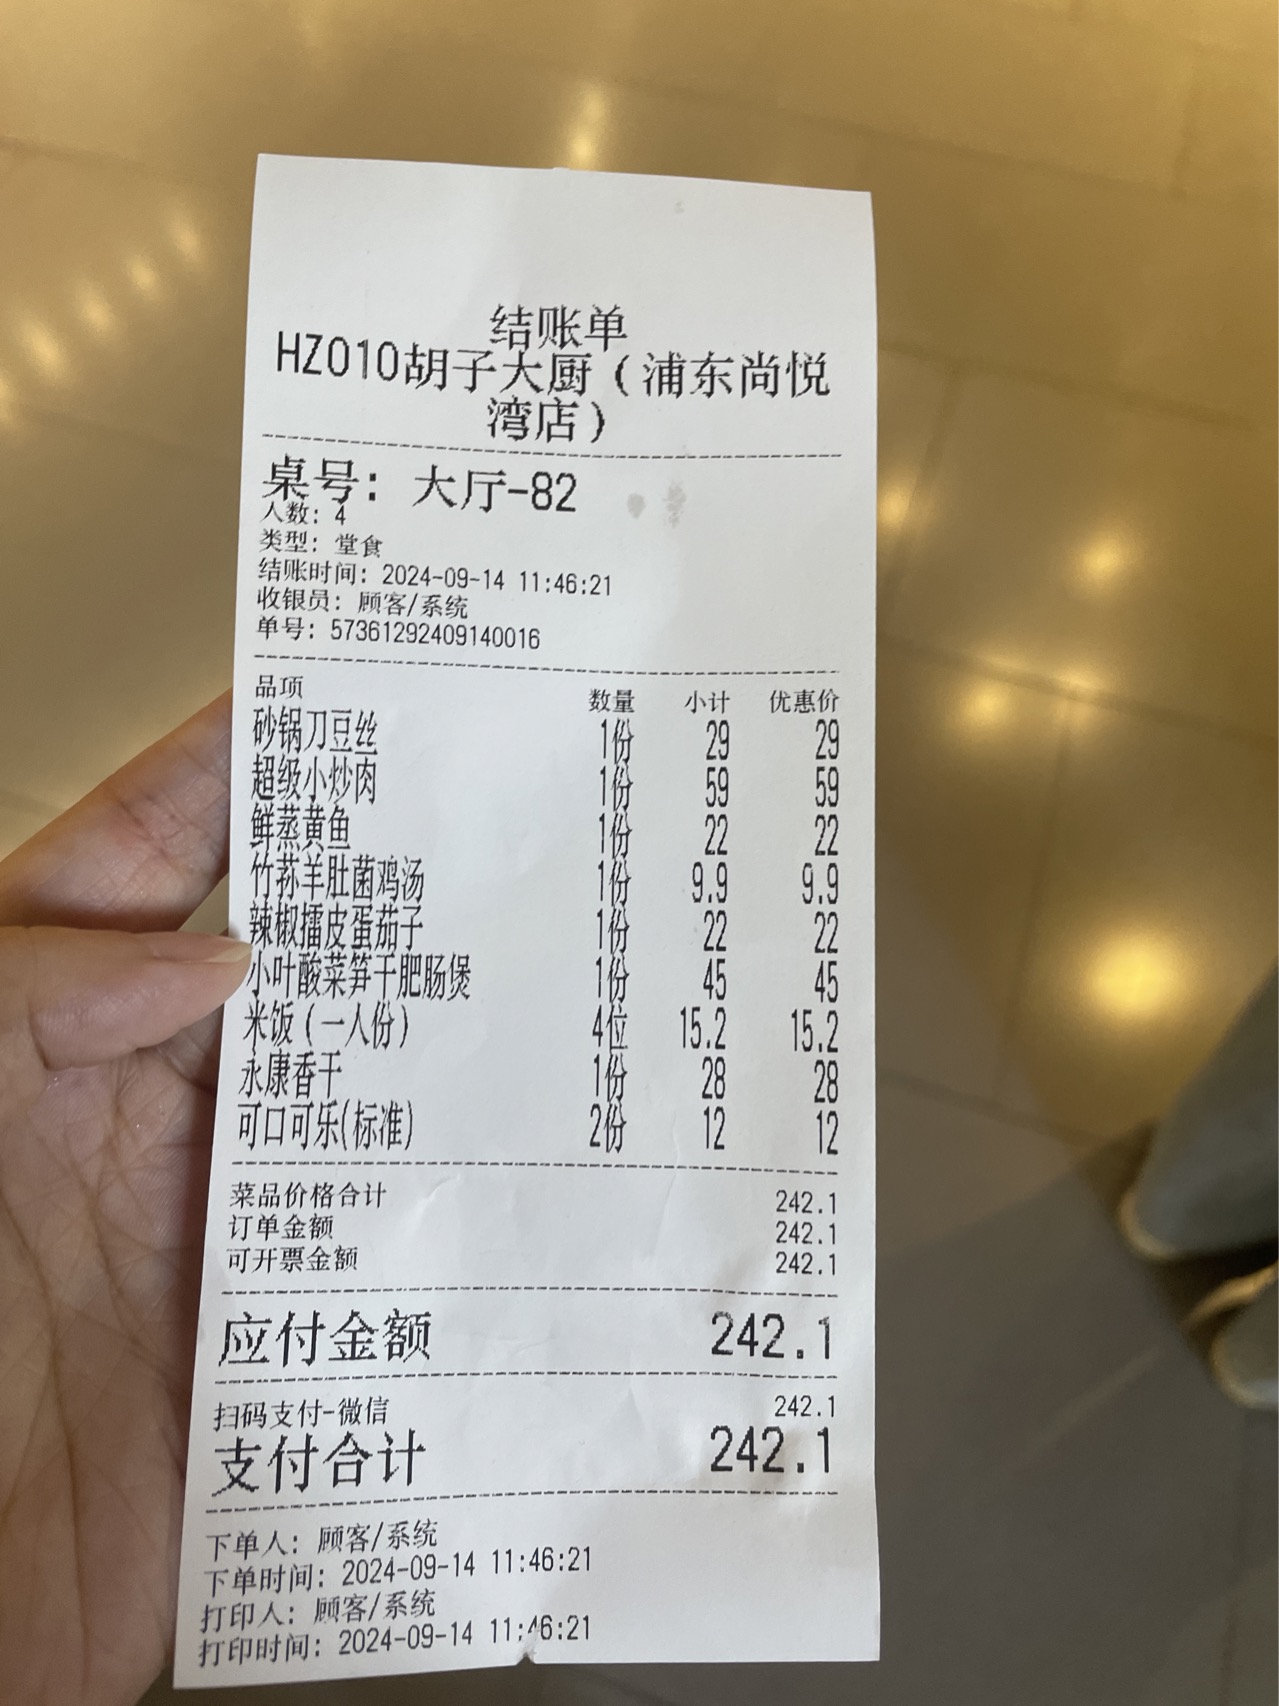 结账单
HZ010胡子大厨（浦东尚悦
湾店）
桌号：大厅-82
人数：4
类型：堂食
结账时间：2024-09-14 11:46:21
收银员：顾客/系统
单号：573612924091400​16
品项 数量 小计 优惠价
砂锅刀豆丝 1份 29 29
超级小炒肉 1份 59 59
鲜蒸黄鱼 1份 22 22
竹荪羊肚菌鸡汤 1份 9.9 9.9
辣椒擂皮蛋茄子 1份 22 22
小叶酸菜笋干肥肠煲 1份 45 45
米饭（一人份） 4位 15.2 15.2
永康香干 1份 28 28
可口可乐(标准) 2份 12 12
菜品价格合计 242.1
订单金额 242.1
可开票金额 242.1
应付金额 242.1
扫码支付-微信 242.1
支付合计 242.1
下单人：顾客/系统
下单时间：2024-09-14 11:46:21
打印人：顾客/系统
打印时间：2024-09-14 11:46:21